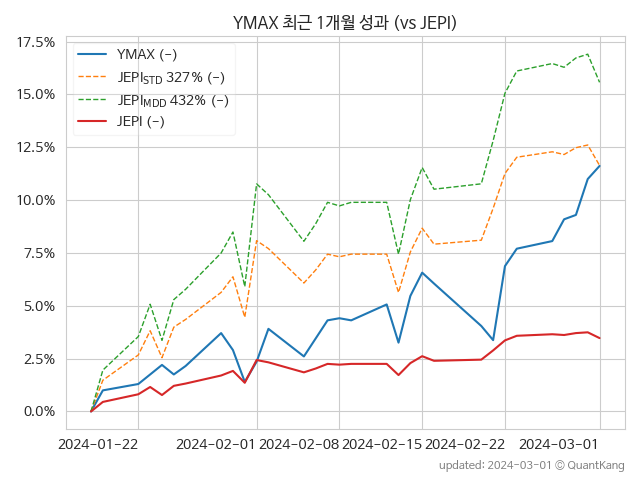 YMAX 최근 1개월 성과 (vs JEPI)
17.5%
15.0%
12.5%
10.0%
7.5%
5.0%
2.5%
0.0%
YMAX (-)
JEPISTD 327% (-)
JEPIMDD 432% (-)
JEPI (-)
2024-01-22
2024-02-01
2024-02-08
2024-02-15
2024-02-22
2024-03-01
updated: 2024-03-01 @ QuantKang